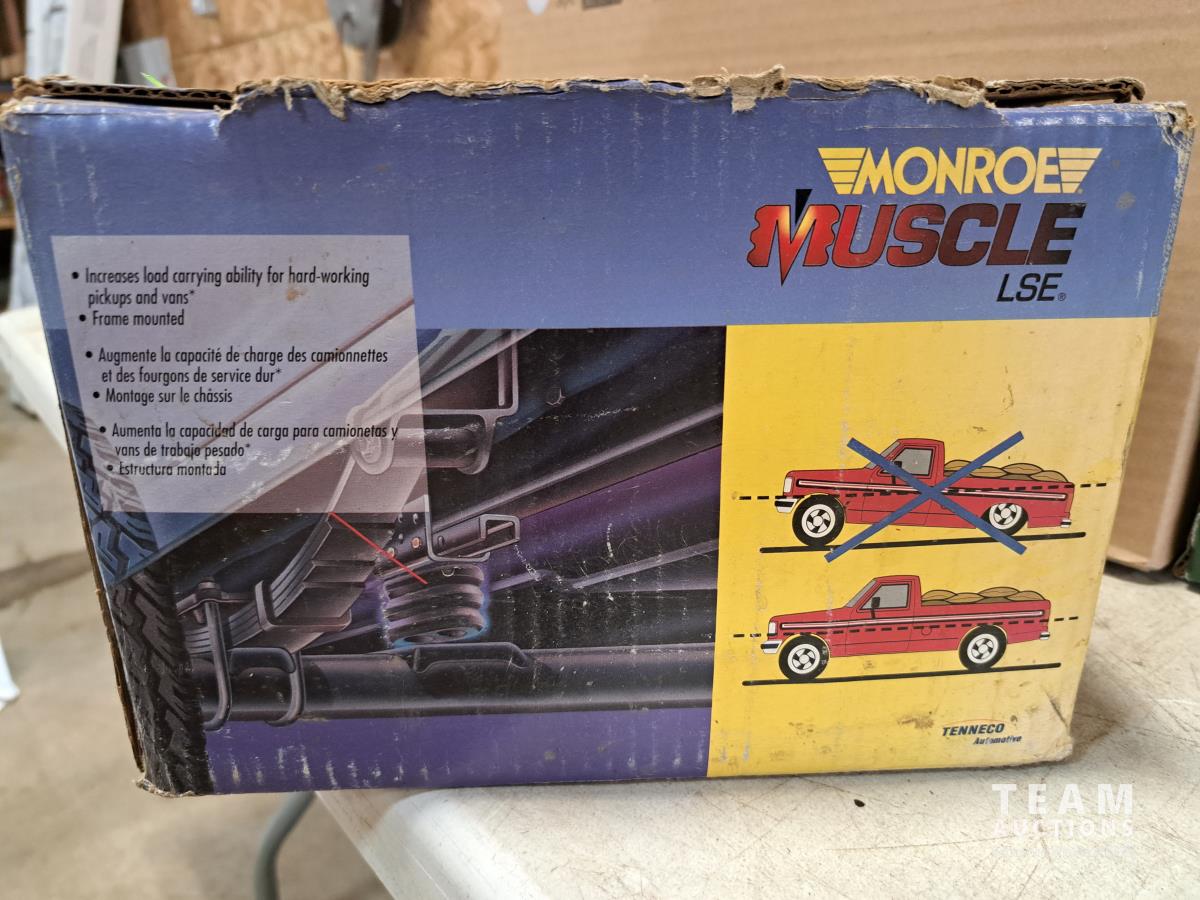 MONROE
MUSCLE
LSE®
• Increases load carrying ability for hard-working
pickups and vans*
• Frame mounted
• Augmente la capacité de charge des camionnettes
et des fourgons de service dur*
• Montage sur le châssis
• Aumenta la capacidad de carga para camionetas y
vans de trabajo pesado*
• Estructura montada
TENNECO
Automotive
TEAM
AUCTIONS